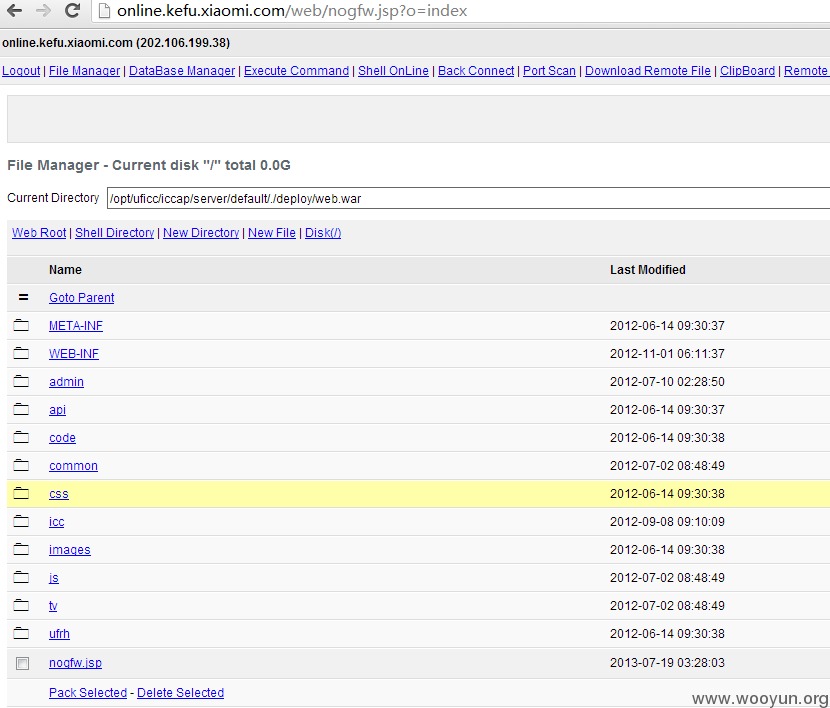 online.kefu.xiaomi.com/web/nogfw.jsp?o=index
online.kefu.xiaomi.com (202.106.199.38)
Logout | File Manager | DataBase Manager | Execute Command | Shell OnLine | Back Connect | Port Scan | Download Remote File | ClipBoard | Remote
File Manager - Current disk "/" total 0.0G
Current Directory /opt/uficc/iccap/server/default/./deploy/web.war
Web Root | Shell Directory | New Directory | New File | Disk(/)
Name Last Modified
= Goto Parent
META-INF 2012-06-14 09:30:37
WEB-INF 2012-11-01 06:11:37
admin 2012-07-10 02:28:50
api 2012-06-14 09:30:37
code 2012-06-14 09:30:38
common 2012-07-02 08:48:49
css 2012-06-14 09:30:38
icc 2012-09-08 09:10:09
images 2012-06-14 09:30:38
js 2012-07-02 08:48:49
tv 2012-07-02 08:48:49
ufrh 2012-06-14 09:30:38
nogfw.jsp 2013-07-19 03:28:03
Pack Selected - Delete Selected
www.wooyun.org